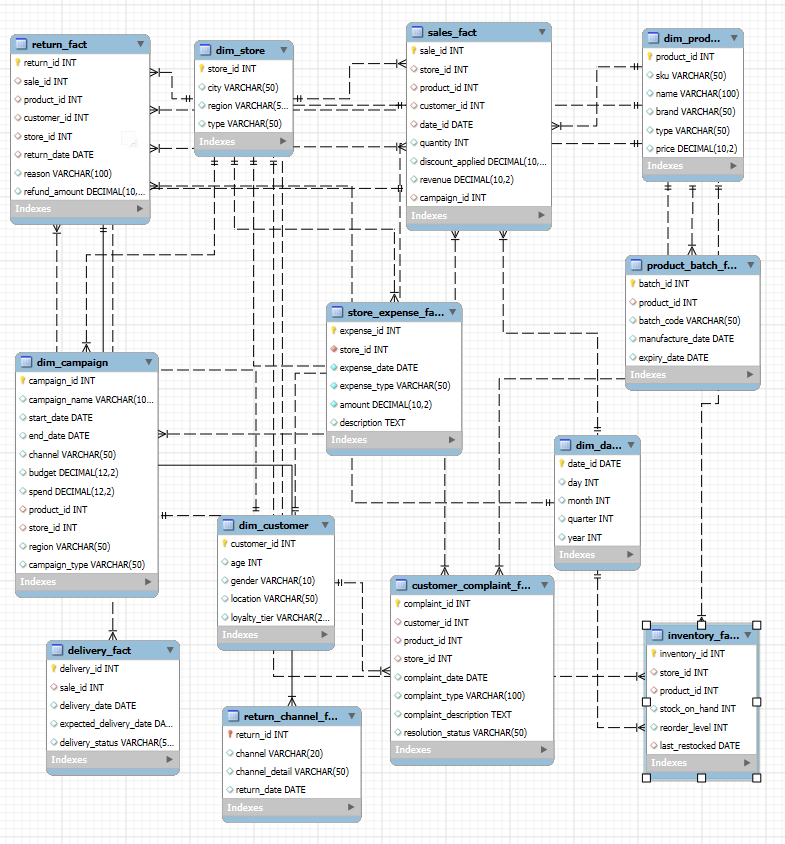 return_fact
return_id INT
sale_id INT
product_id INT
customer_id INT
store_id INT
return_date DATE
reason VARCHAR(100)
refund_amount DECIMAL(10,...
Indexes
dim_store
store_id INT
city VARCHAR(50)
region VARCHAR(5...
type VARCHAR(50)
Indexes
sales_fact
sale_id INT
store_id INT
product_id INT
customer_id INT
date_id DATE
quantity INT
discount_applied DECIMAL(10,...
revenue DECIMAL(10,2)
campaign_id INT
Indexes
dim_prod...
product_id INT
sku VARCHAR(50)
name VARCHAR(100)
brand VARCHAR(50)
type VARCHAR(50)
price DECIMAL(10,2)
Indexes
product_batch_f...
batch_id INT
product_id INT
batch_code VARCHAR(50)
manufacture_date DATE
expiry_date DATE
Indexes
store_expense_fa...
expense_id INT
store_id INT
expense_date DATE
expense_type VARCHAR(50)
amount DECIMAL(10,2)
description TEXT
Indexes
dim_campaign
campaign_id INT
campaign_name VARCHAR(10...
start_date DATE
end_date DATE
channel VARCHAR(50)
budget DECIMAL(12,2)
spend DECIMAL(12,2)
product_id INT
store_id INT
region VARCHAR(50)
campaign_type VARCHAR(50)
Indexes
dim_da...
date_id DATE
day INT
month INT
quarter INT
year INT
Indexes
dim_customer
customer_id INT
age INT
gender VARCHAR(10)
location VARCHAR(50)
loyalty_tier VARCHAR(2...
Indexes
customer_complaint_f...
complaint_id INT
customer_id INT
product_id INT
store_id INT
complaint_date DATE
complaint_type VARCHAR(100)
complaint_description TEXT
resolution_status VARCHAR(50)
Indexes
inventory_fa...
inventory_id INT
store_id INT
product_id INT
stock_on_hand INT
reorder_level INT
last_restocked DATE
Indexes
delivery_fact
delivery_id INT
sale_id INT
delivery_date DATE
expected_delivery_date DA...
delivery_status VARCHAR(5...
Indexes
return_channel_f...
return_id INT
channel VARCHAR(20)
channel_detail VARCHAR(50)
return_date DATE
Indexes